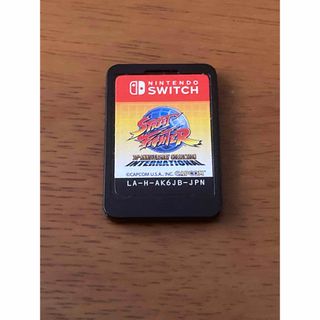 NINTENDO
SWITCH
STREET
FIGHTER
30th ANNIVERSARY COLLECTION
INTERNATIONAL
©CAPCOM U.S.A., INC. CAPCOM
LA-H-AK6JB-JPN